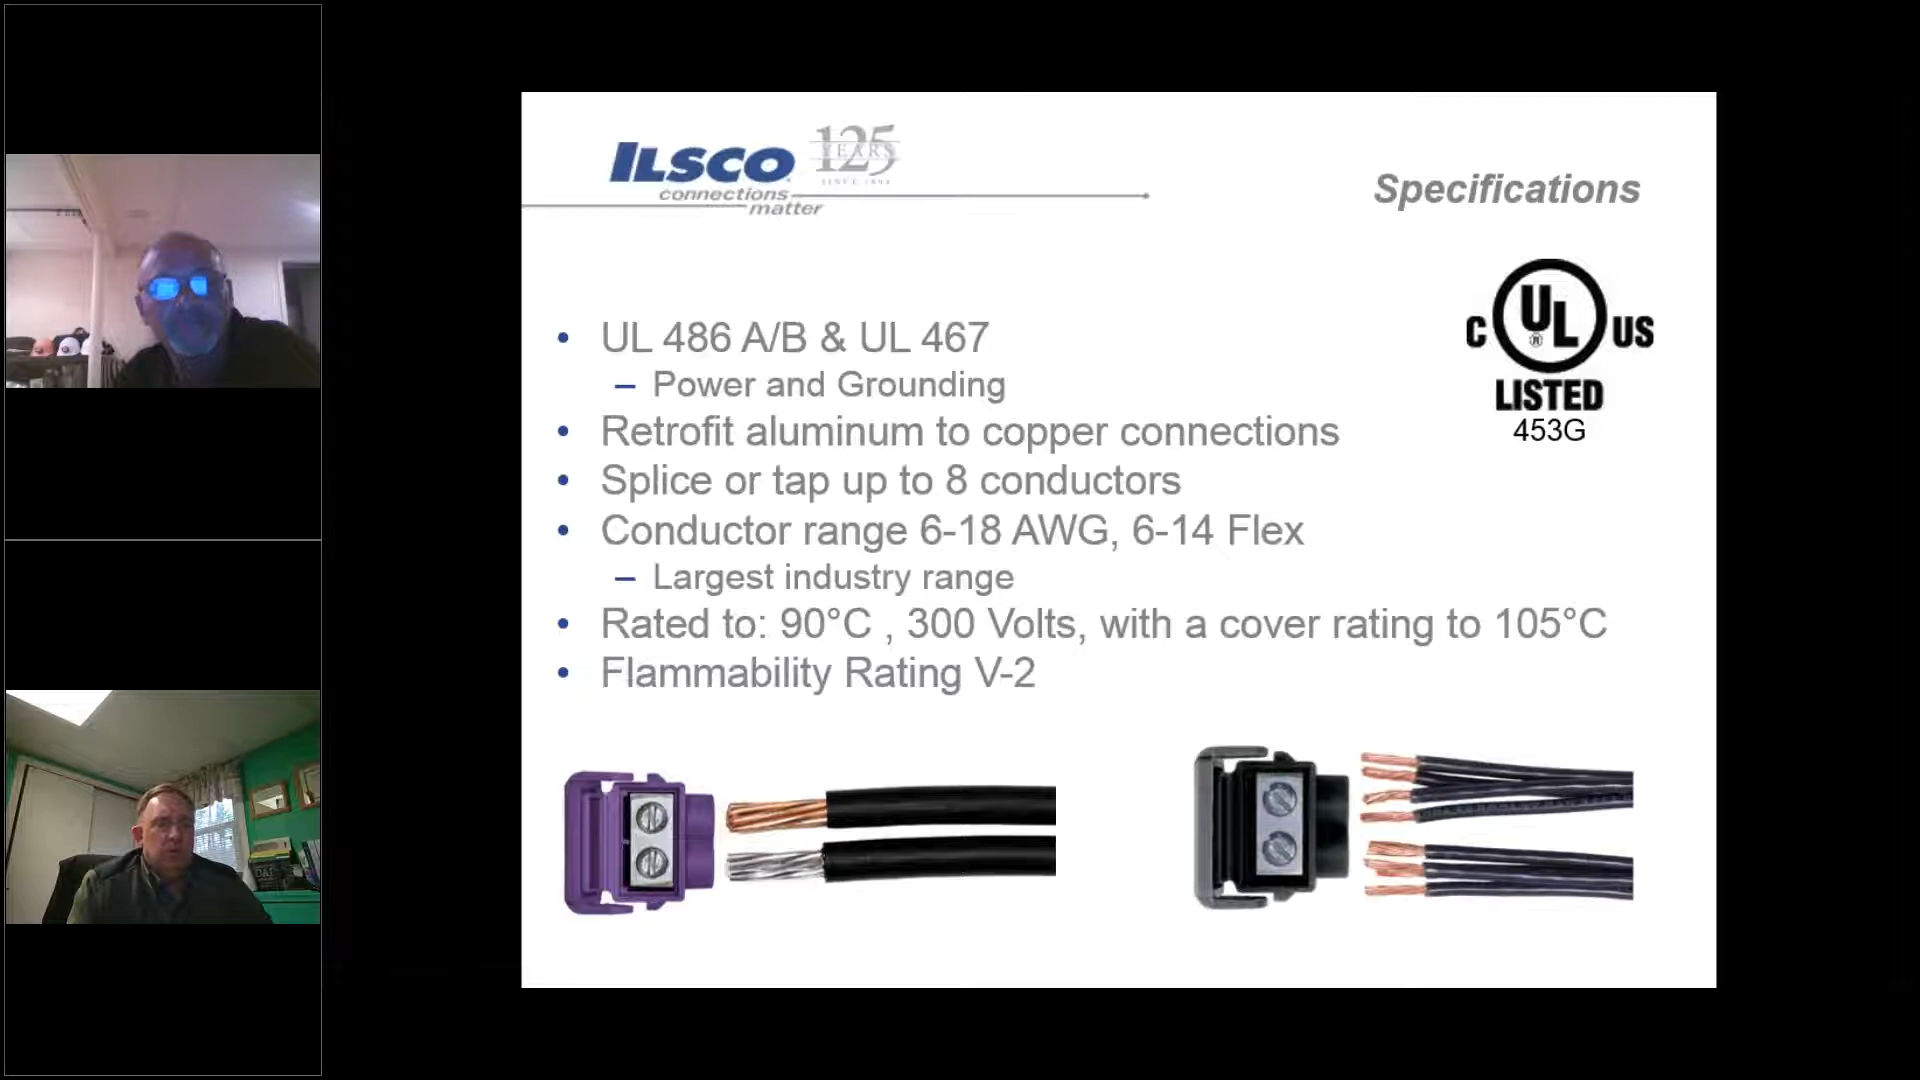 ILSCO
connections
matter
125
YEARS
SINCE 1894
Specifications
C UL US
®
LISTED
453G
• UL 486 A/B & UL 467
– Power and Grounding
• Retrofit aluminum to copper connections
• Splice or tap up to 8 conductors
• Conductor range 6-18 AWG, 6-14 Flex
– Largest industry range
• Rated to: 90°C , 300 Volts, with a cover rating to 105°C
• Flammability Rating V-2